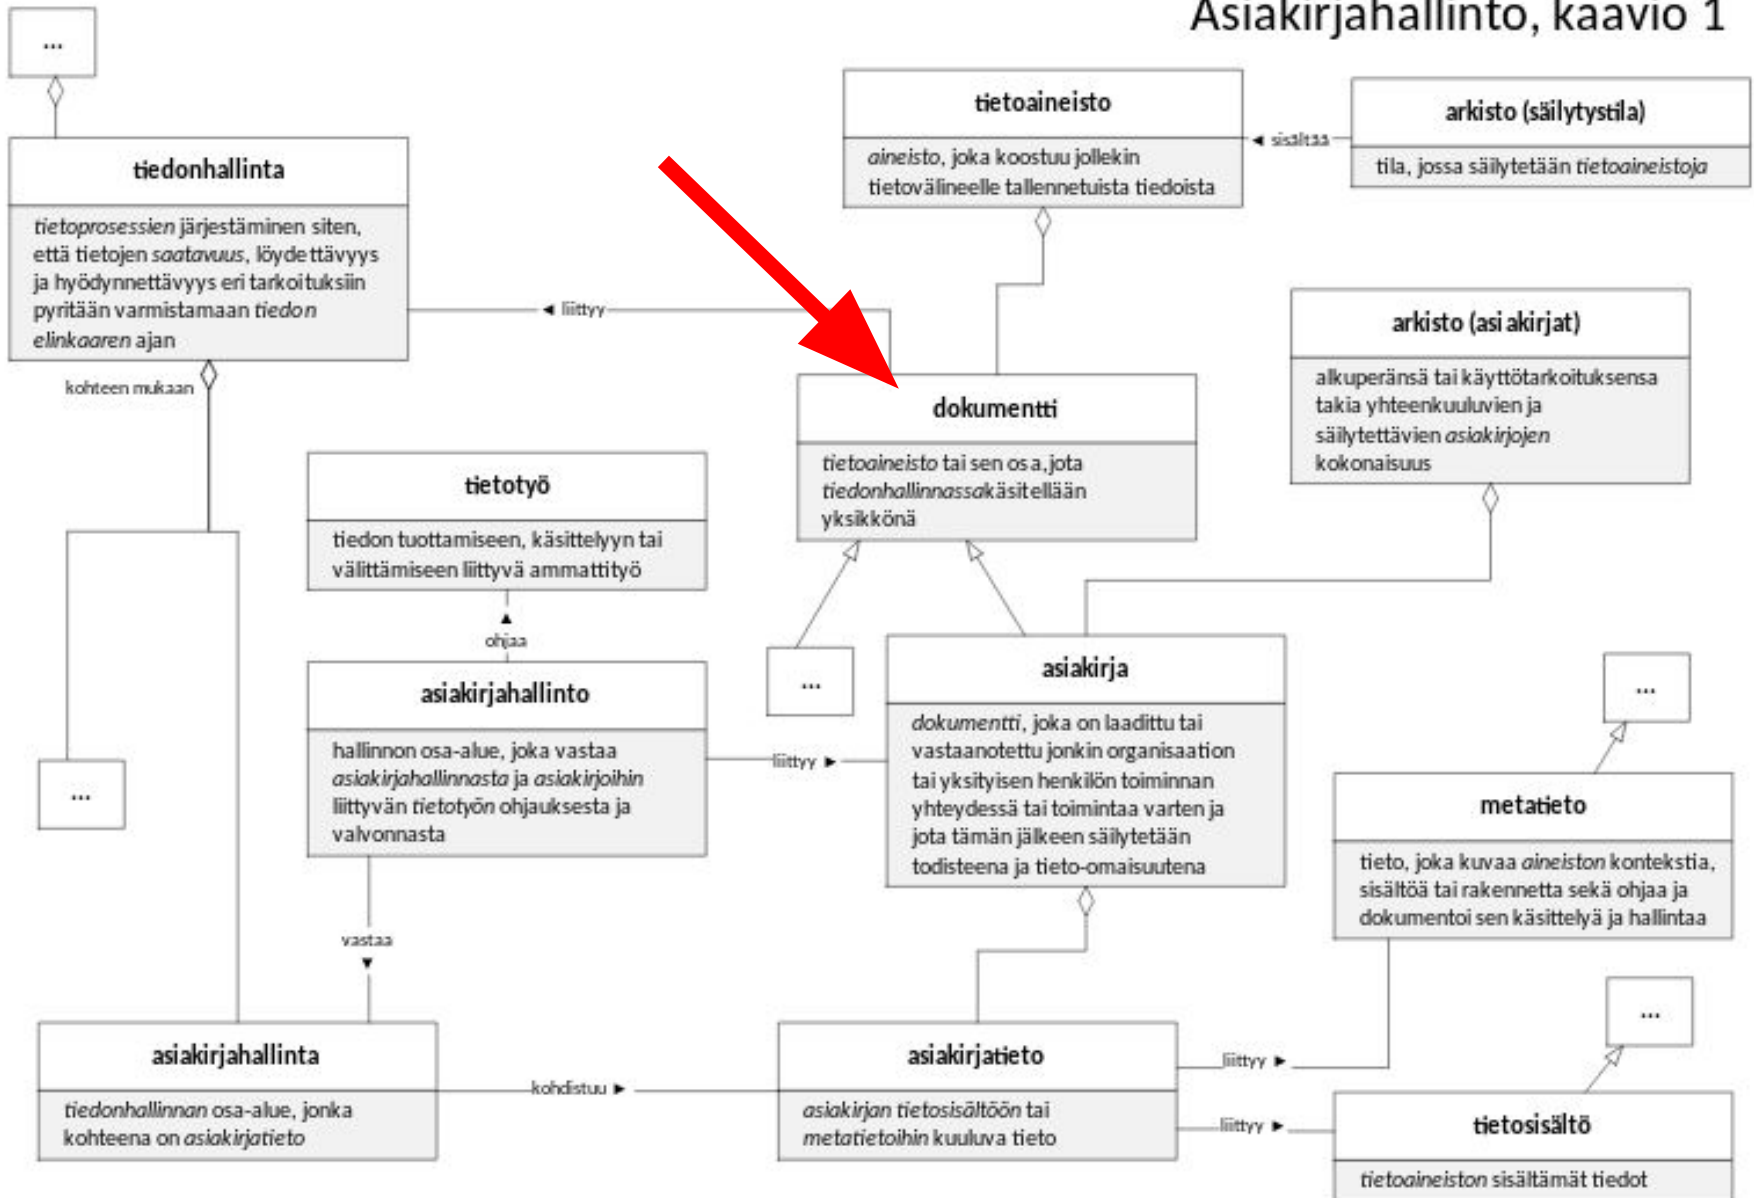 Asiakirjahallinto, kaavio 1
...
tiedonhallinta
tietoprosessien järjestäminen siten,
että tietojen saatavuus, löydettävyys
ja hyödynnettävyys eri tarkoituksiin
pyritään varmistamaan tiedon
elinkaaren ajan
tietoaineisto
aineisto, joka koostuu jollekin
tietovälineelle tallennetuista tiedoista
◄ sisältää
arkisto (säilytystila)
tila, jossa säilytetään tietoaineistoja
◄ liittyy
kohteen mukaan
dokumentti
tietoaineisto tai sen osa,jota
tiedonhallinnassakäsitellään
yksikkönä
arkisto (asiakirjat)
alkuperänsä tai käyttötarkoituksensa
takia yhteenkuuluvien ja
säilytettävien asiakirjojen
kokonaisuus
tietotyö
tiedon tuottamiseen, käsittelyyn tai
välittämiseen liittyvä ammattityö
▲
ohjaa
asiakirjahallinto
hallinnon osa-alue, joka vastaa
asiakirjahallinnasta ja asiakirjoihin
liittyvän tietotyön ohjauksesta ja
valvonnasta
liittyy ►
...
asiakirja
dokumentti, joka on laadittu tai
vastaanotettu jonkin organisaation
tai yksityisen henkilön toiminnan
yhteydessä tai toimintaa varten ja
jota tämän jälkeen säilytetään
todisteena ja tieto-omaisuutena
...
...
metatieto
tieto, joka kuvaa aineiston kontekstia,
sisältöä tai rakennetta sekä ohjaa ja
dokumentoi sen käsittelyä ja hallintaa
vastaa
▼
asiakirjahallinta
tiedonhallinnan osa-alue, jonka
kohteena on asiakirjatieto
kohdistuu ►
asiakirjatieto
asiakirjan tietosisältöön tai
metatietoihin kuuluva tieto
liittyy ►
liittyy ►
...
tietosisältö
tietoaineiston sisältämät tiedot